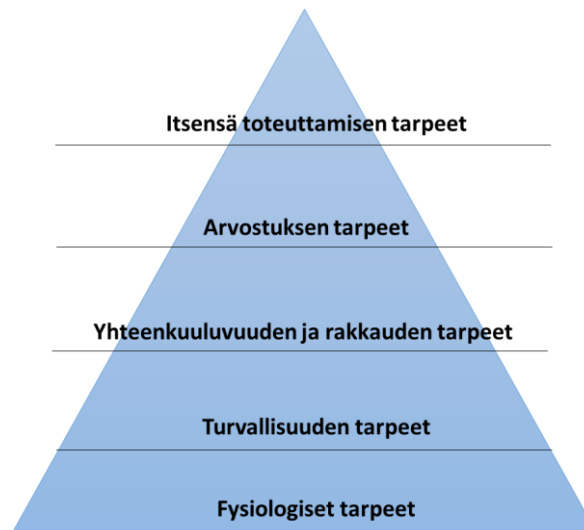 Itsensä toteuttamisen tarpeet
Arvostuksen tarpeet
Yhteenkuuluvuuden ja rakkauden tarpeet
Turvallisuuden tarpeet
Fysiologiset tarpeet